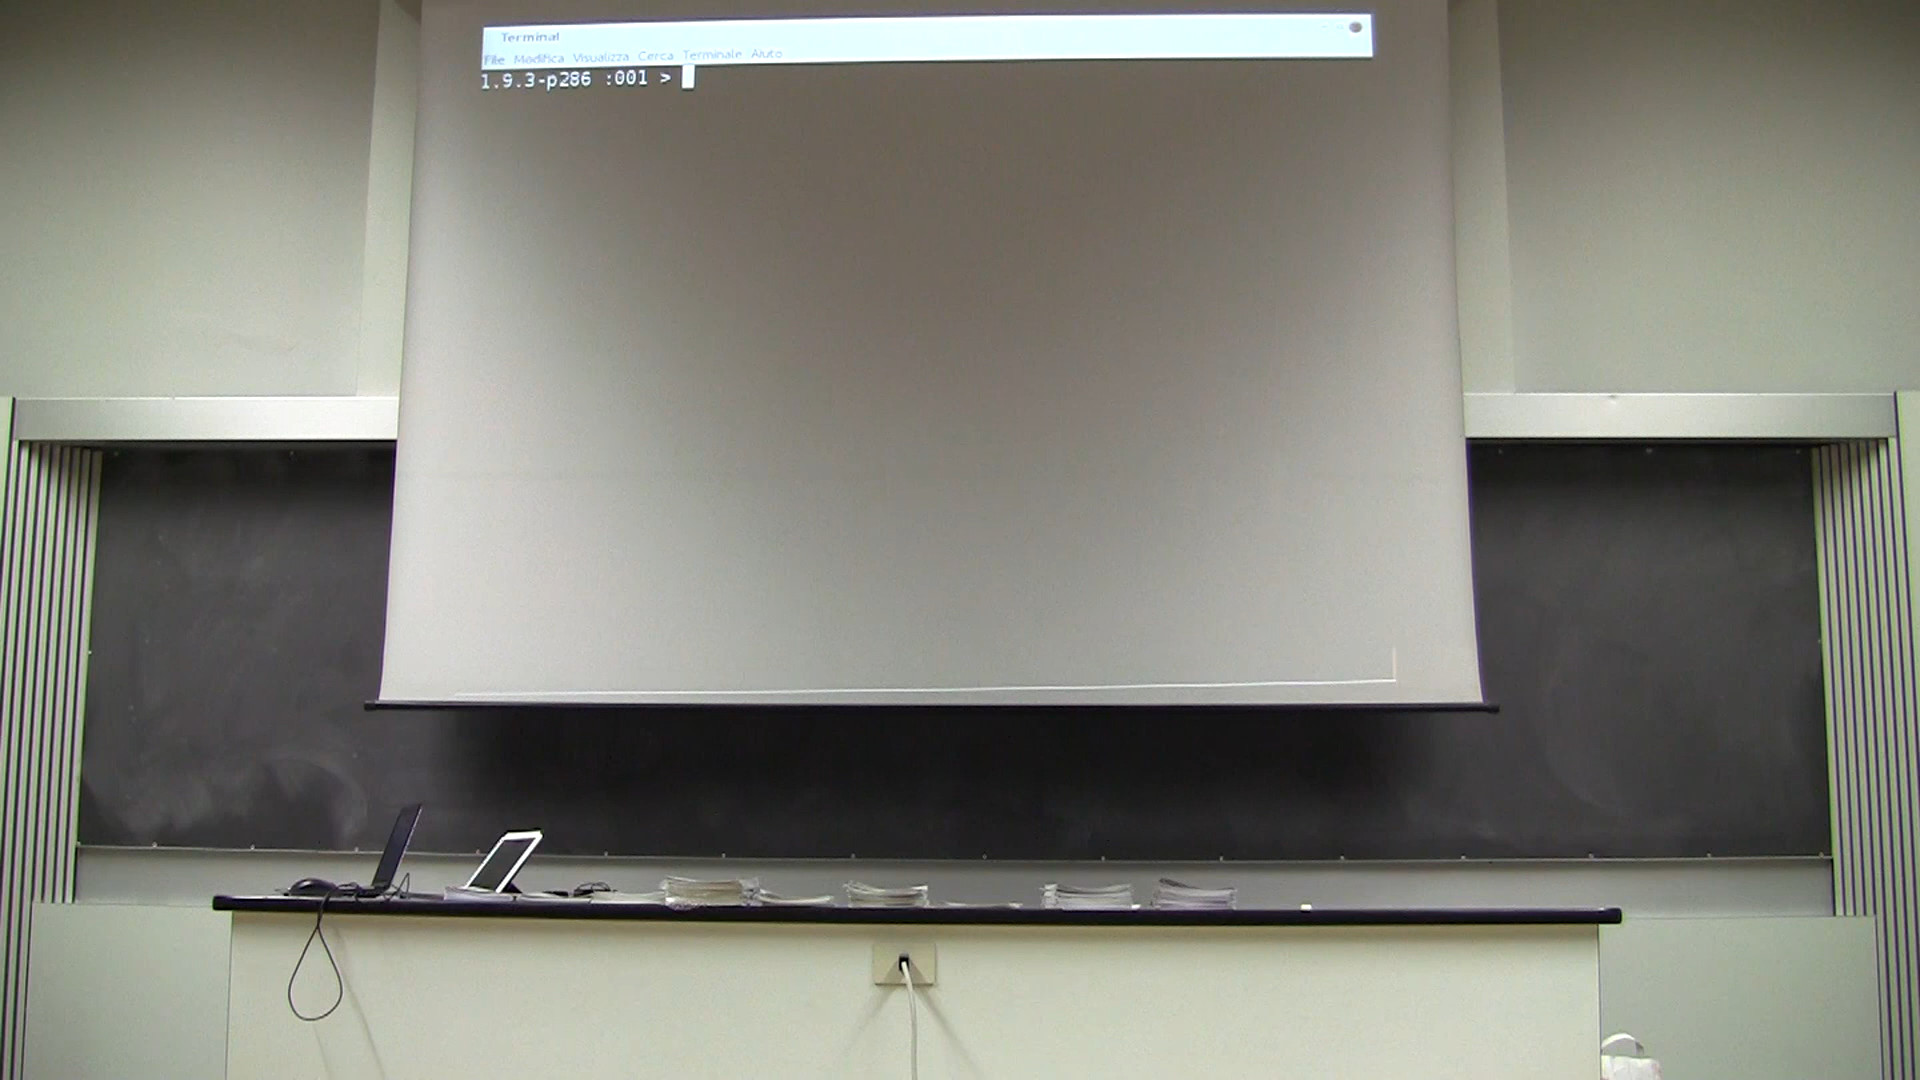 Terminal
File Modifica Visualizza Cerca Terminale Aiuto
1.9.3-p286 :001 >